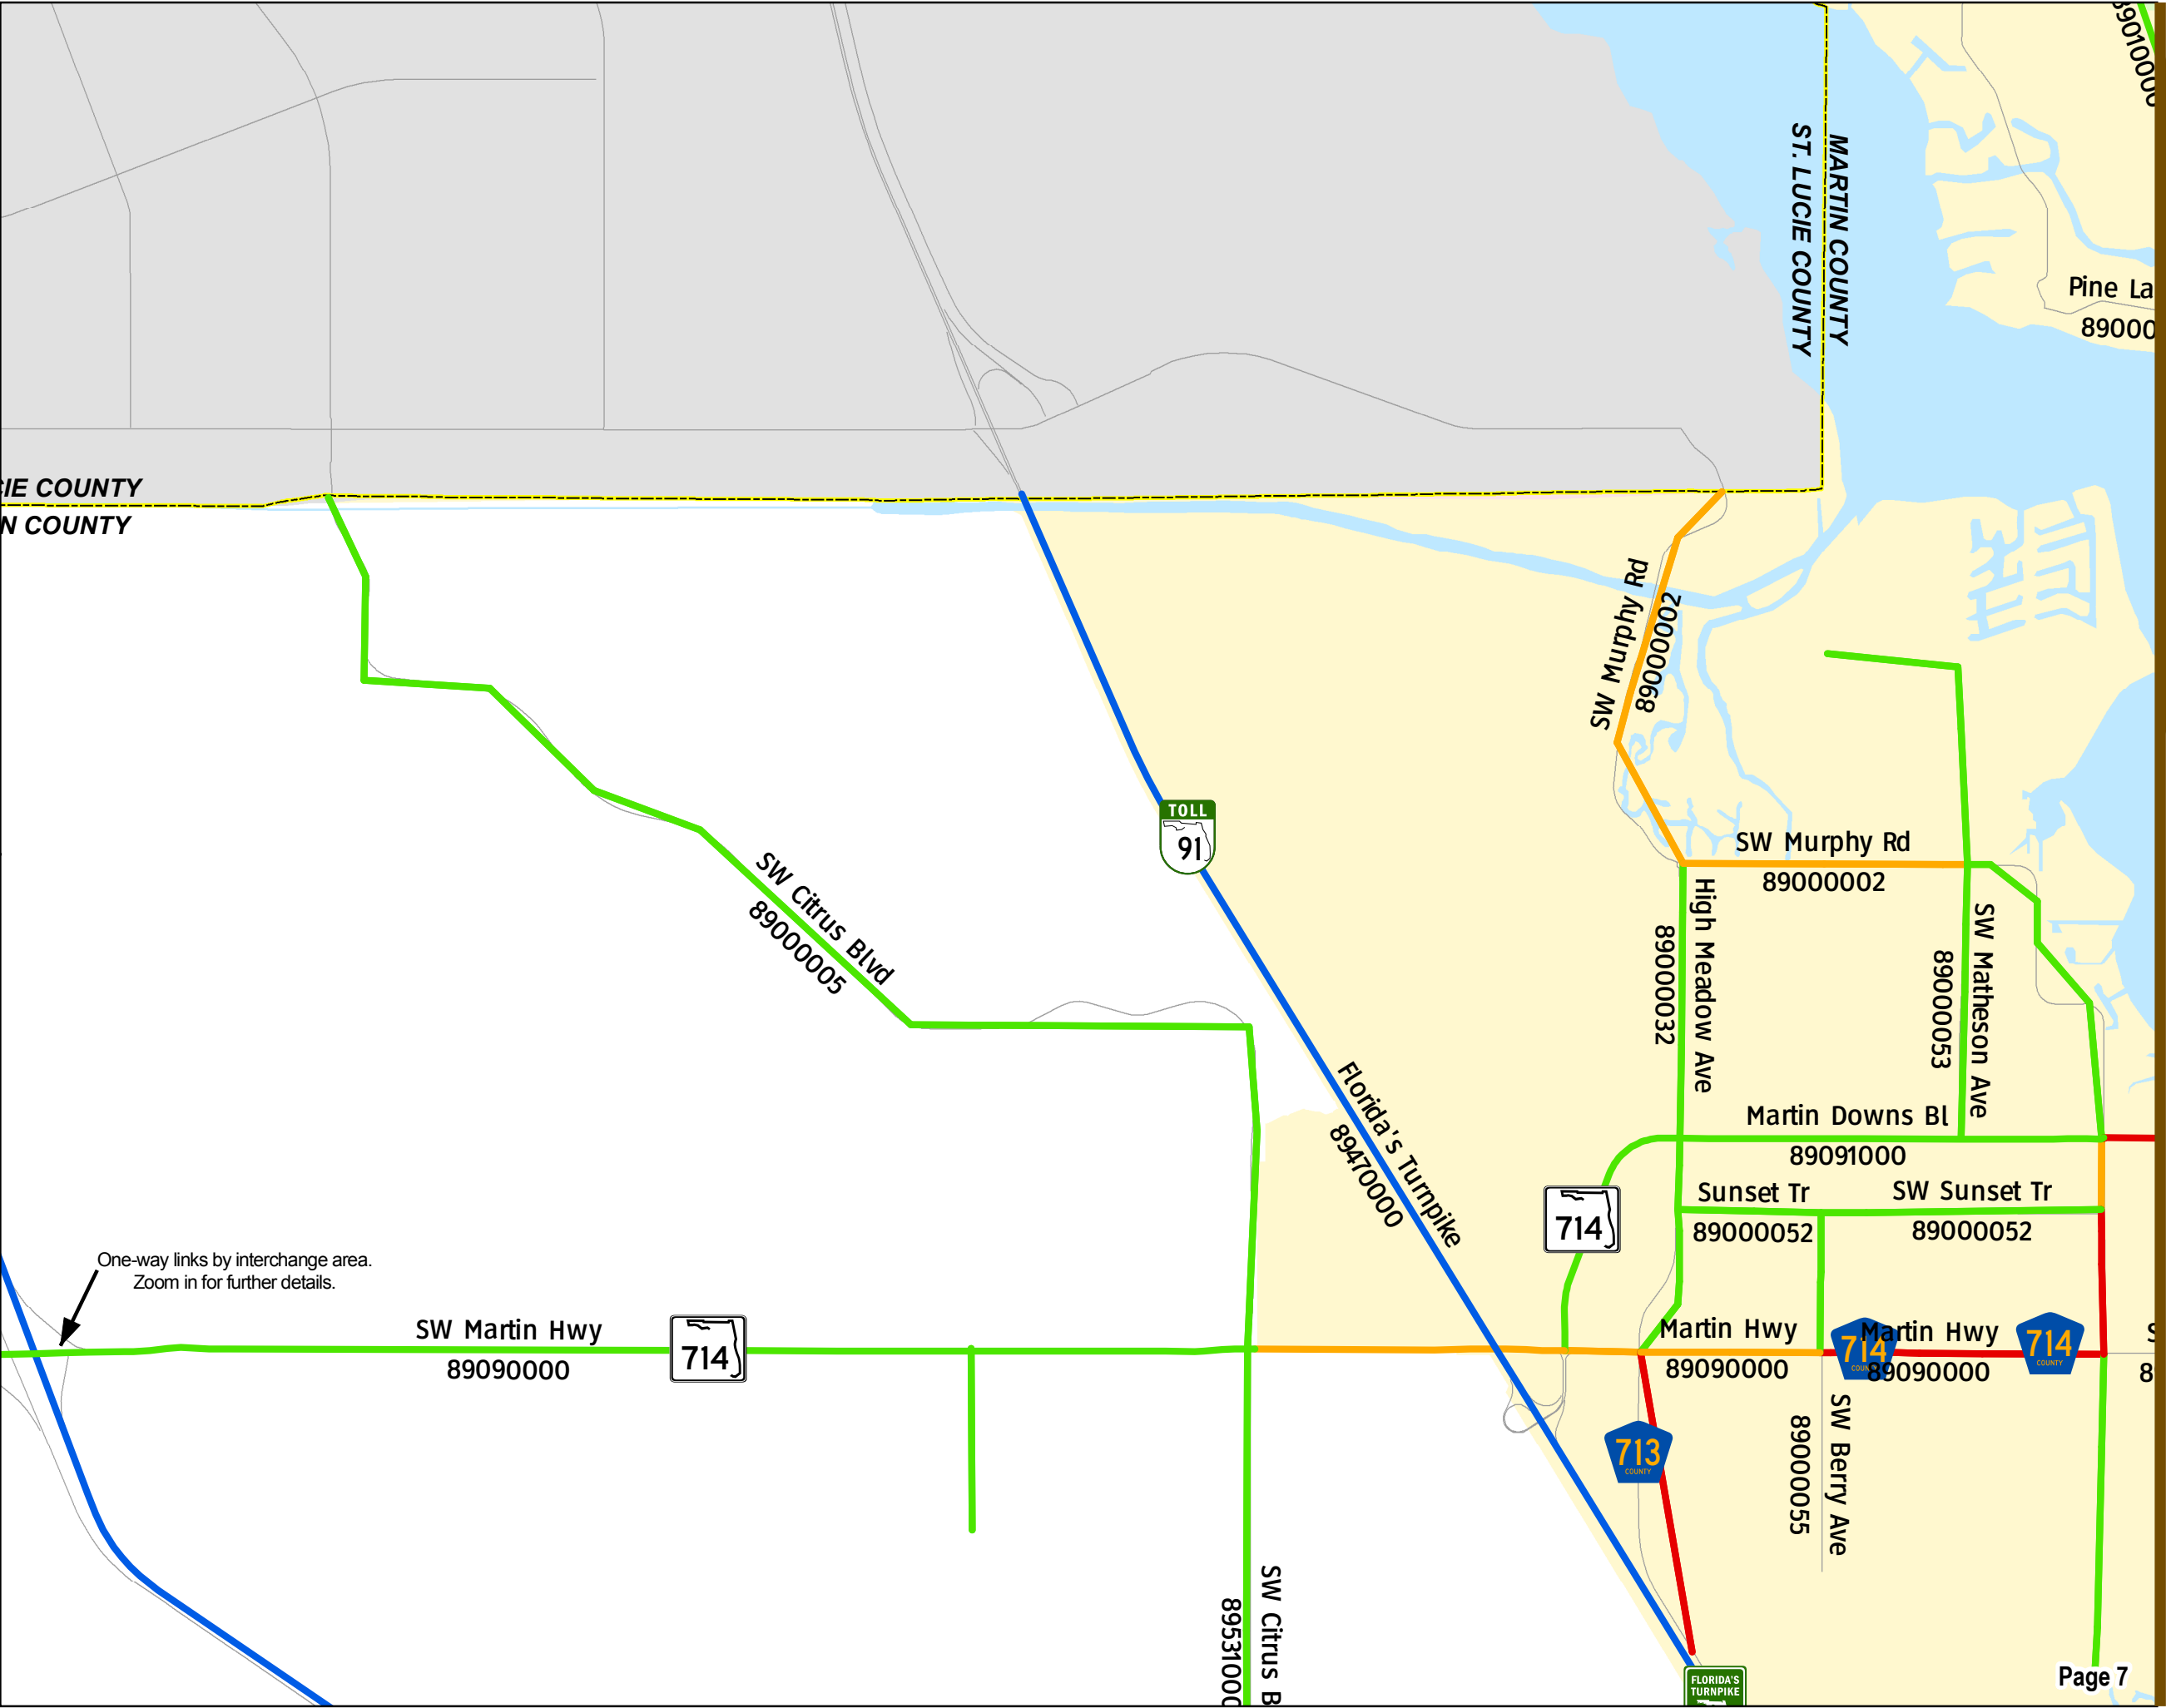 89010000
MARTIN COUNTY
ST. LUCIE COUNTY
Pine La
89000
IE COUNTY
N COUNTY
SW Murphy Rd
89000002
TOLL
91
SW Murphy Rd
89000002
SW Citrus Blvd
89000005
High Meadow Ave
89000032
SW Matheson Ave
89000053
Florida's Turnpike
89470000
Martin Downs Bl
89091000
714
Sunset Tr
89000052
SW Sunset Tr
89000052
One-way links by interchange area.
Zoom in for further details.
SW Martin Hwy
714
89090000
Martin Hwy
89090000
714
COUNTY
Martin Hwy
89090000
714
COUNTY
S
8
713
COUNTY
SW Berry Ave
89000055
SW Citrus B
8953100
FLORIDA'S
TURNPIKE
Page 7